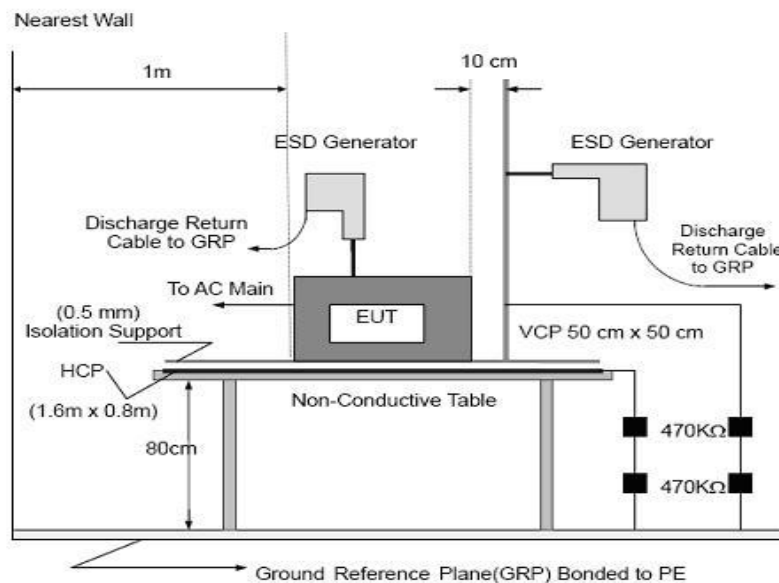 Nearest Wall
1m
10 cm
ESD Generator
ESD Generator
Discharge Return
Cable to GRP
Discharge
Return Cable
to GRP
To AC Main
(0.5 mm)
Isolation Support
EUT
VCP 50 cm x 50 cm
HCP
(1.6m x 0.8m)
Non-Conductive Table
80cm
470KΩ
470KΩ
Ground Reference Plane(GRP) Bonded to PE